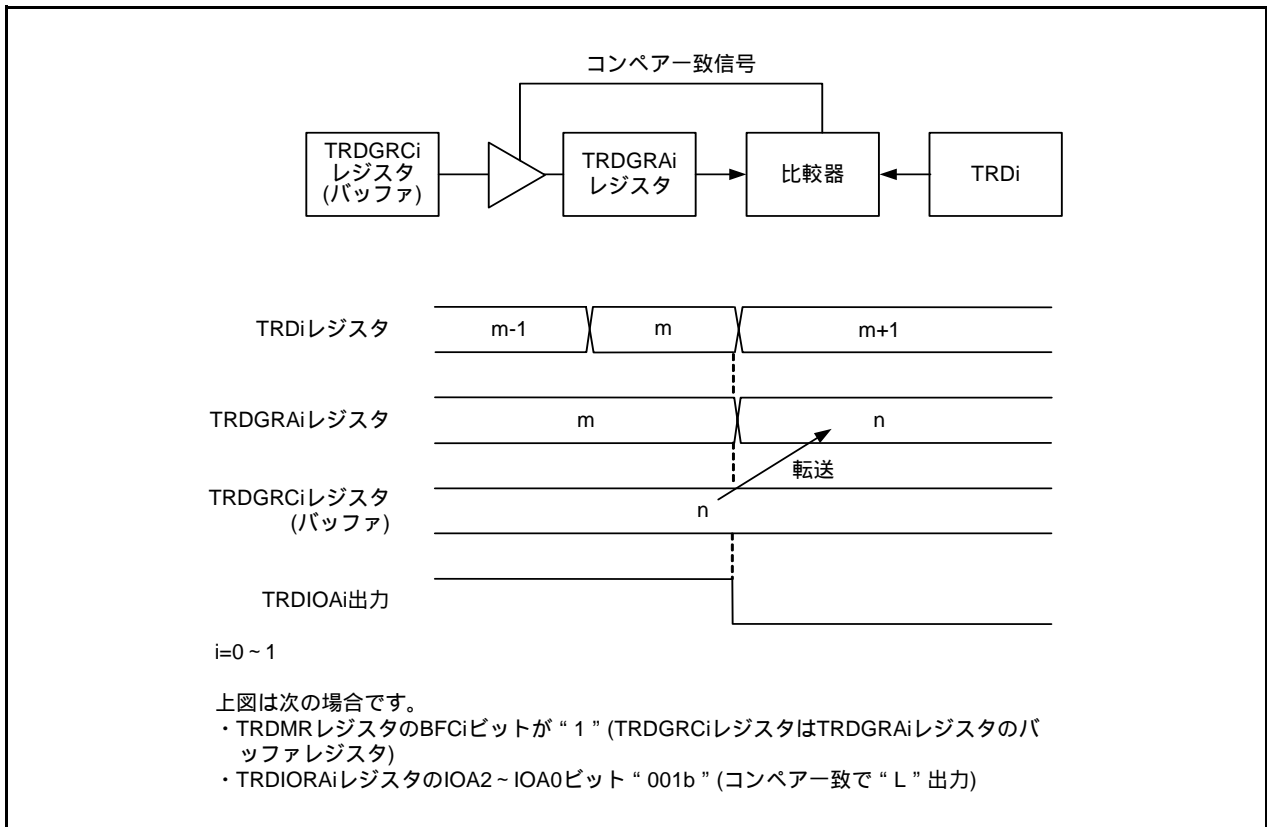 コンペア一致信号
TRDGRCi
レジスタ
(バッファ)
TRDGRAi
レジスタ
比較器
TRDi
TRDiレジスタ
m-1
m
m+1
TRDGRAiレジスタ
m
n
転送
TRDGRCiレジスタ
(バッファ)
n
TRDIOAi出力
i=0~1
上図は次の場合です。
・TRDMRレジスタのBFCiビットが“1”(TRDGRCiレジスタはTRDGRAiレジスタのバ
ッファレジスタ)
・TRDIORAiレジスタのIOA2~IOA0ビット“001b”(コンペア一致で“L”出力)